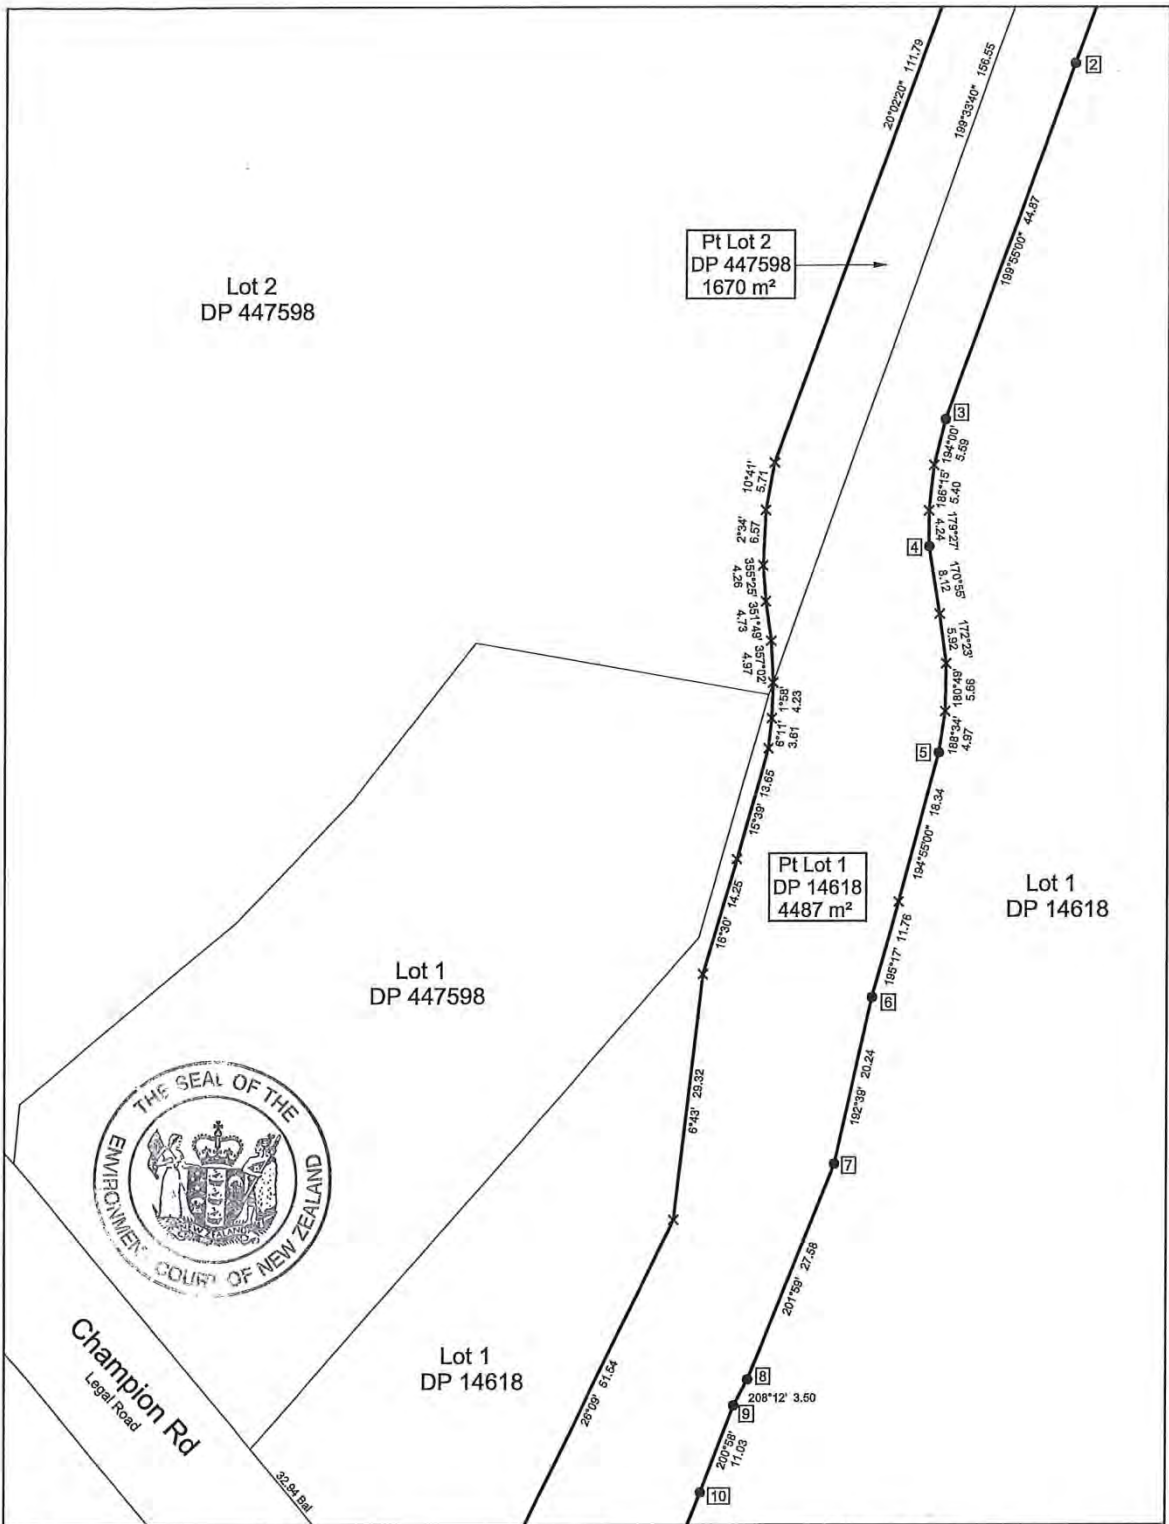 20°02'20" 111.79
199°33'40" 156.55
2
199°55'00" 44.87
Pt Lot 2
DP 447598
1670 m²
Lot 2
DP 447598
3
194°00'
5.59
186°15'
5.40
179°27'
4.24
4
170°55'
8.12
172°23'
5.92
180°49'
5.66
188°34'
4.97
5
10°41'
5.71
2°34'
6.57
355°25'
4.26
351°49'
4.73
357°02'
4.97
1°58'
4.23
6°11'
3.61
15°39' 13.65
16°30' 14.25
194°55'00" 18.34
Pt Lot 1
DP 14618
4487 m²
Lot 1
DP 14618
195°17' 11.76
6
Lot 1
DP 447598
6°43' 29.32
192°39' 20.24
7
THE SEAL OF THE
ENVIRONMENT COURT OF NEW ZEALAND
NEW ZEALAND
201°59' 27.58
Champion Rd
Legal Road
Lot 1
DP 14618
26°09' 51.54
8
208°12' 3.50
9
200°58'
11.03
10
32.94 Bal